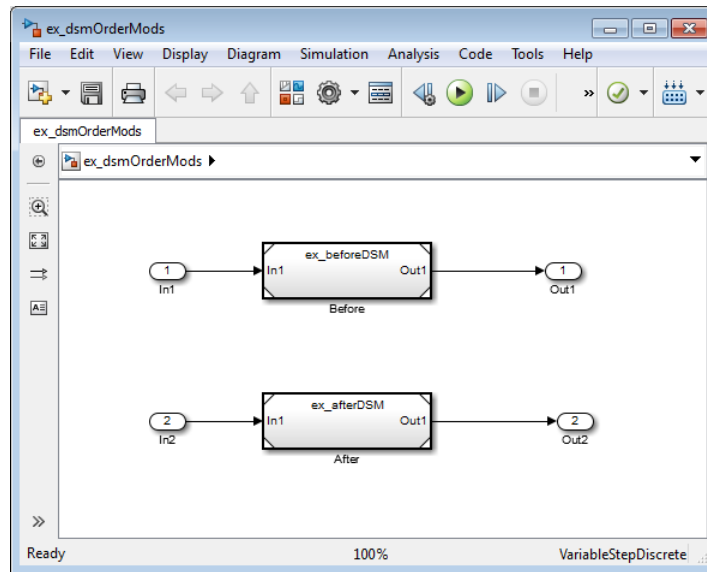 ex_dsmOrderMods
File Edit View Display Diagram Simulation Analysis Code Tools Help
»
ex_dsmOrderMods
ex_dsmOrderMods
ex_beforeDSM
1 In1 Out1 1
In1 Out1
Before
ex_afterDSM
2 In1 Out1 2
In2 Out2
After
»
Ready 100% VariableStepDiscrete